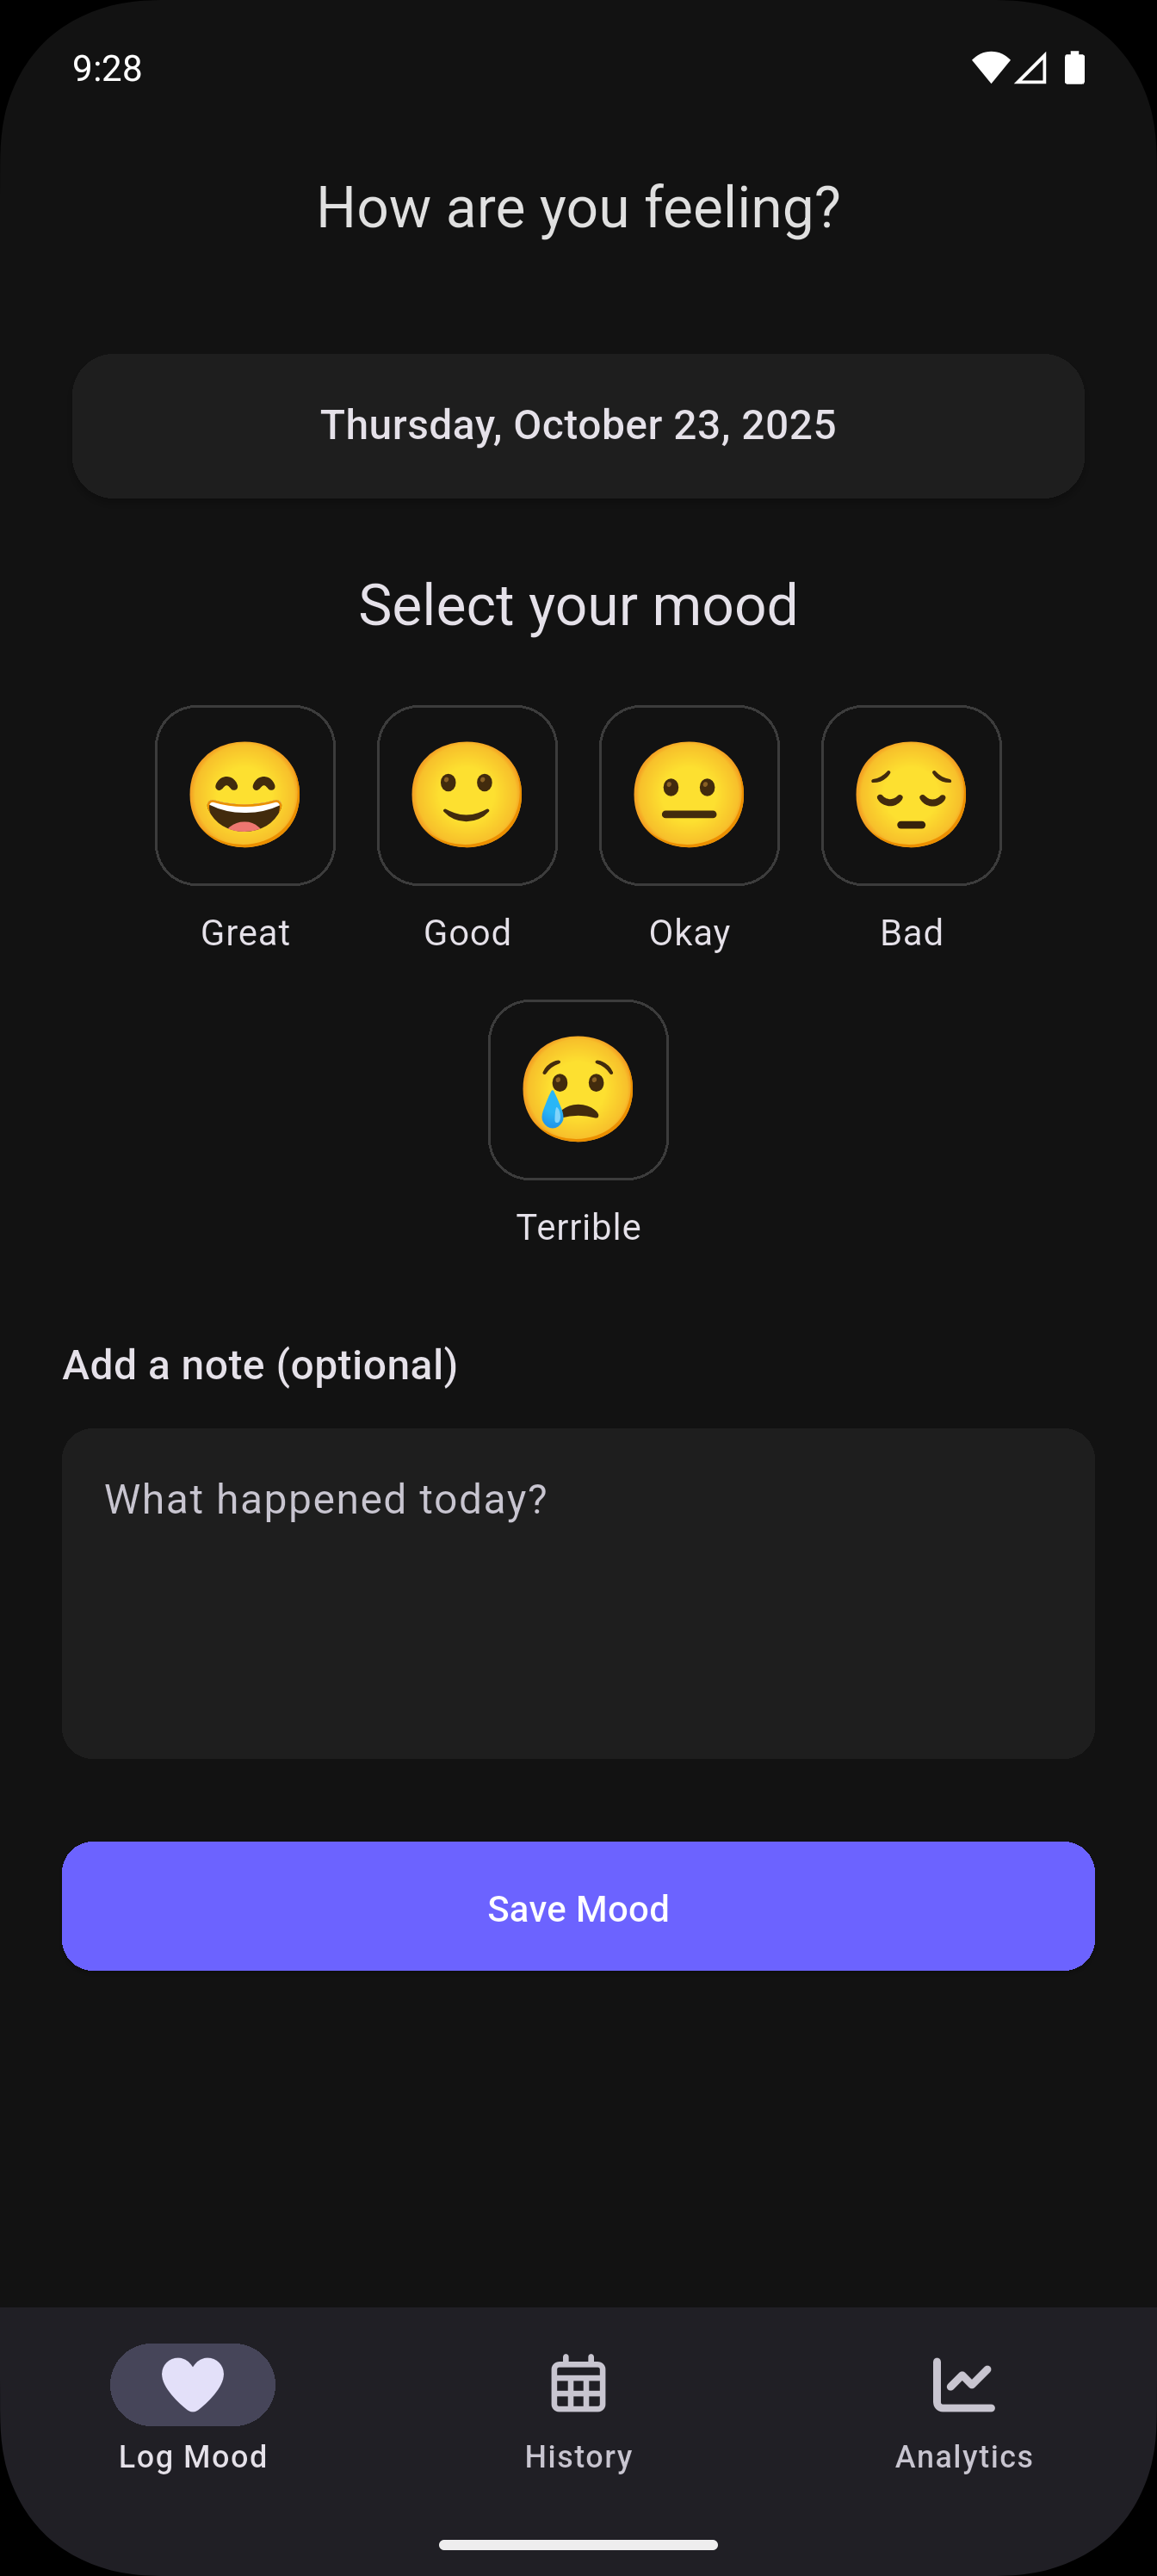 9:28
How are you feeling?
Thursday, October 23, 2025
Select your mood
Great Good Okay Bad
Terrible
Add a note (optional)
What happened today?
Save Mood
Log Mood History Analytics